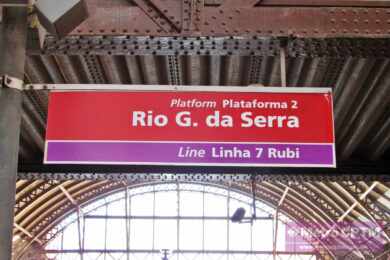 Platform Plataforma 2
Rio G. da Serra
Line Linha 7 Rubi